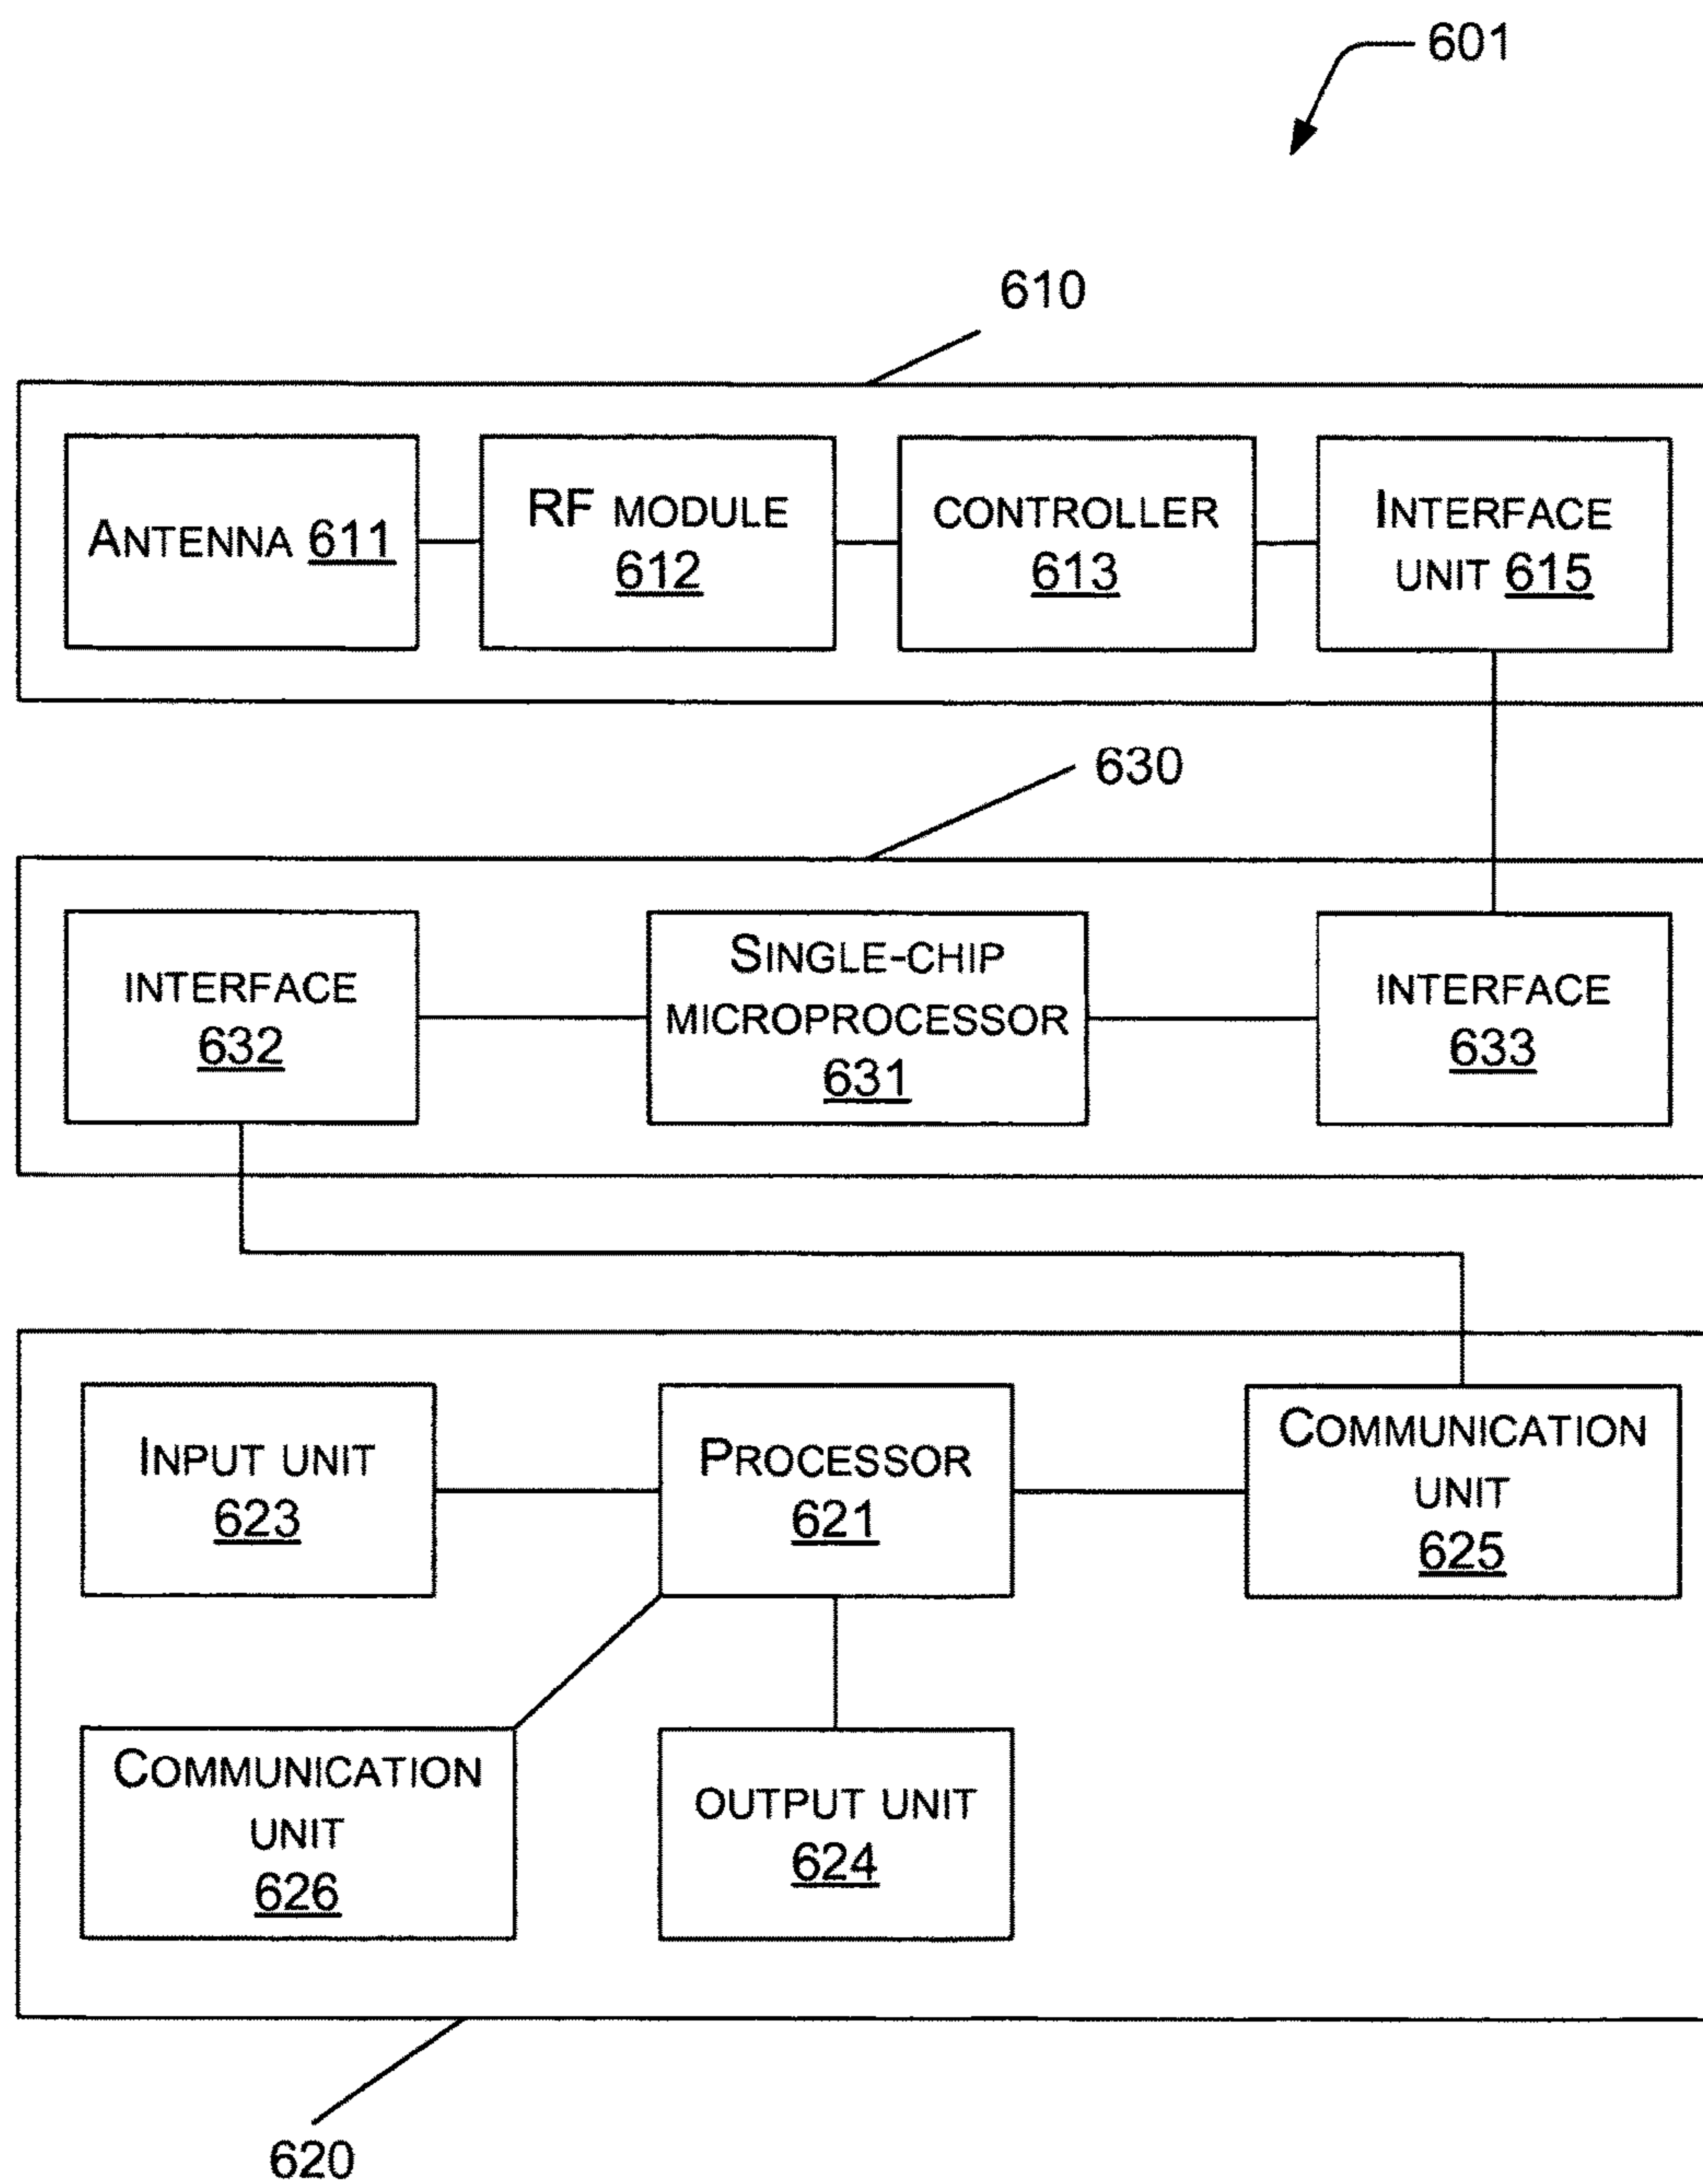 601
610
ANTENNA 611
RF MODULE
612
CONTROLLER
613
INTERFACE
UNIT 615
630
INTERFACE
632
SINGLE-CHIP
MICROPROCESSOR
631
INTERFACE
633
INPUT UNIT
623
PROCESSOR
621
COMMUNICATION
UNIT
625
COMMUNICATION
UNIT
626
OUTPUT UNIT
624
620